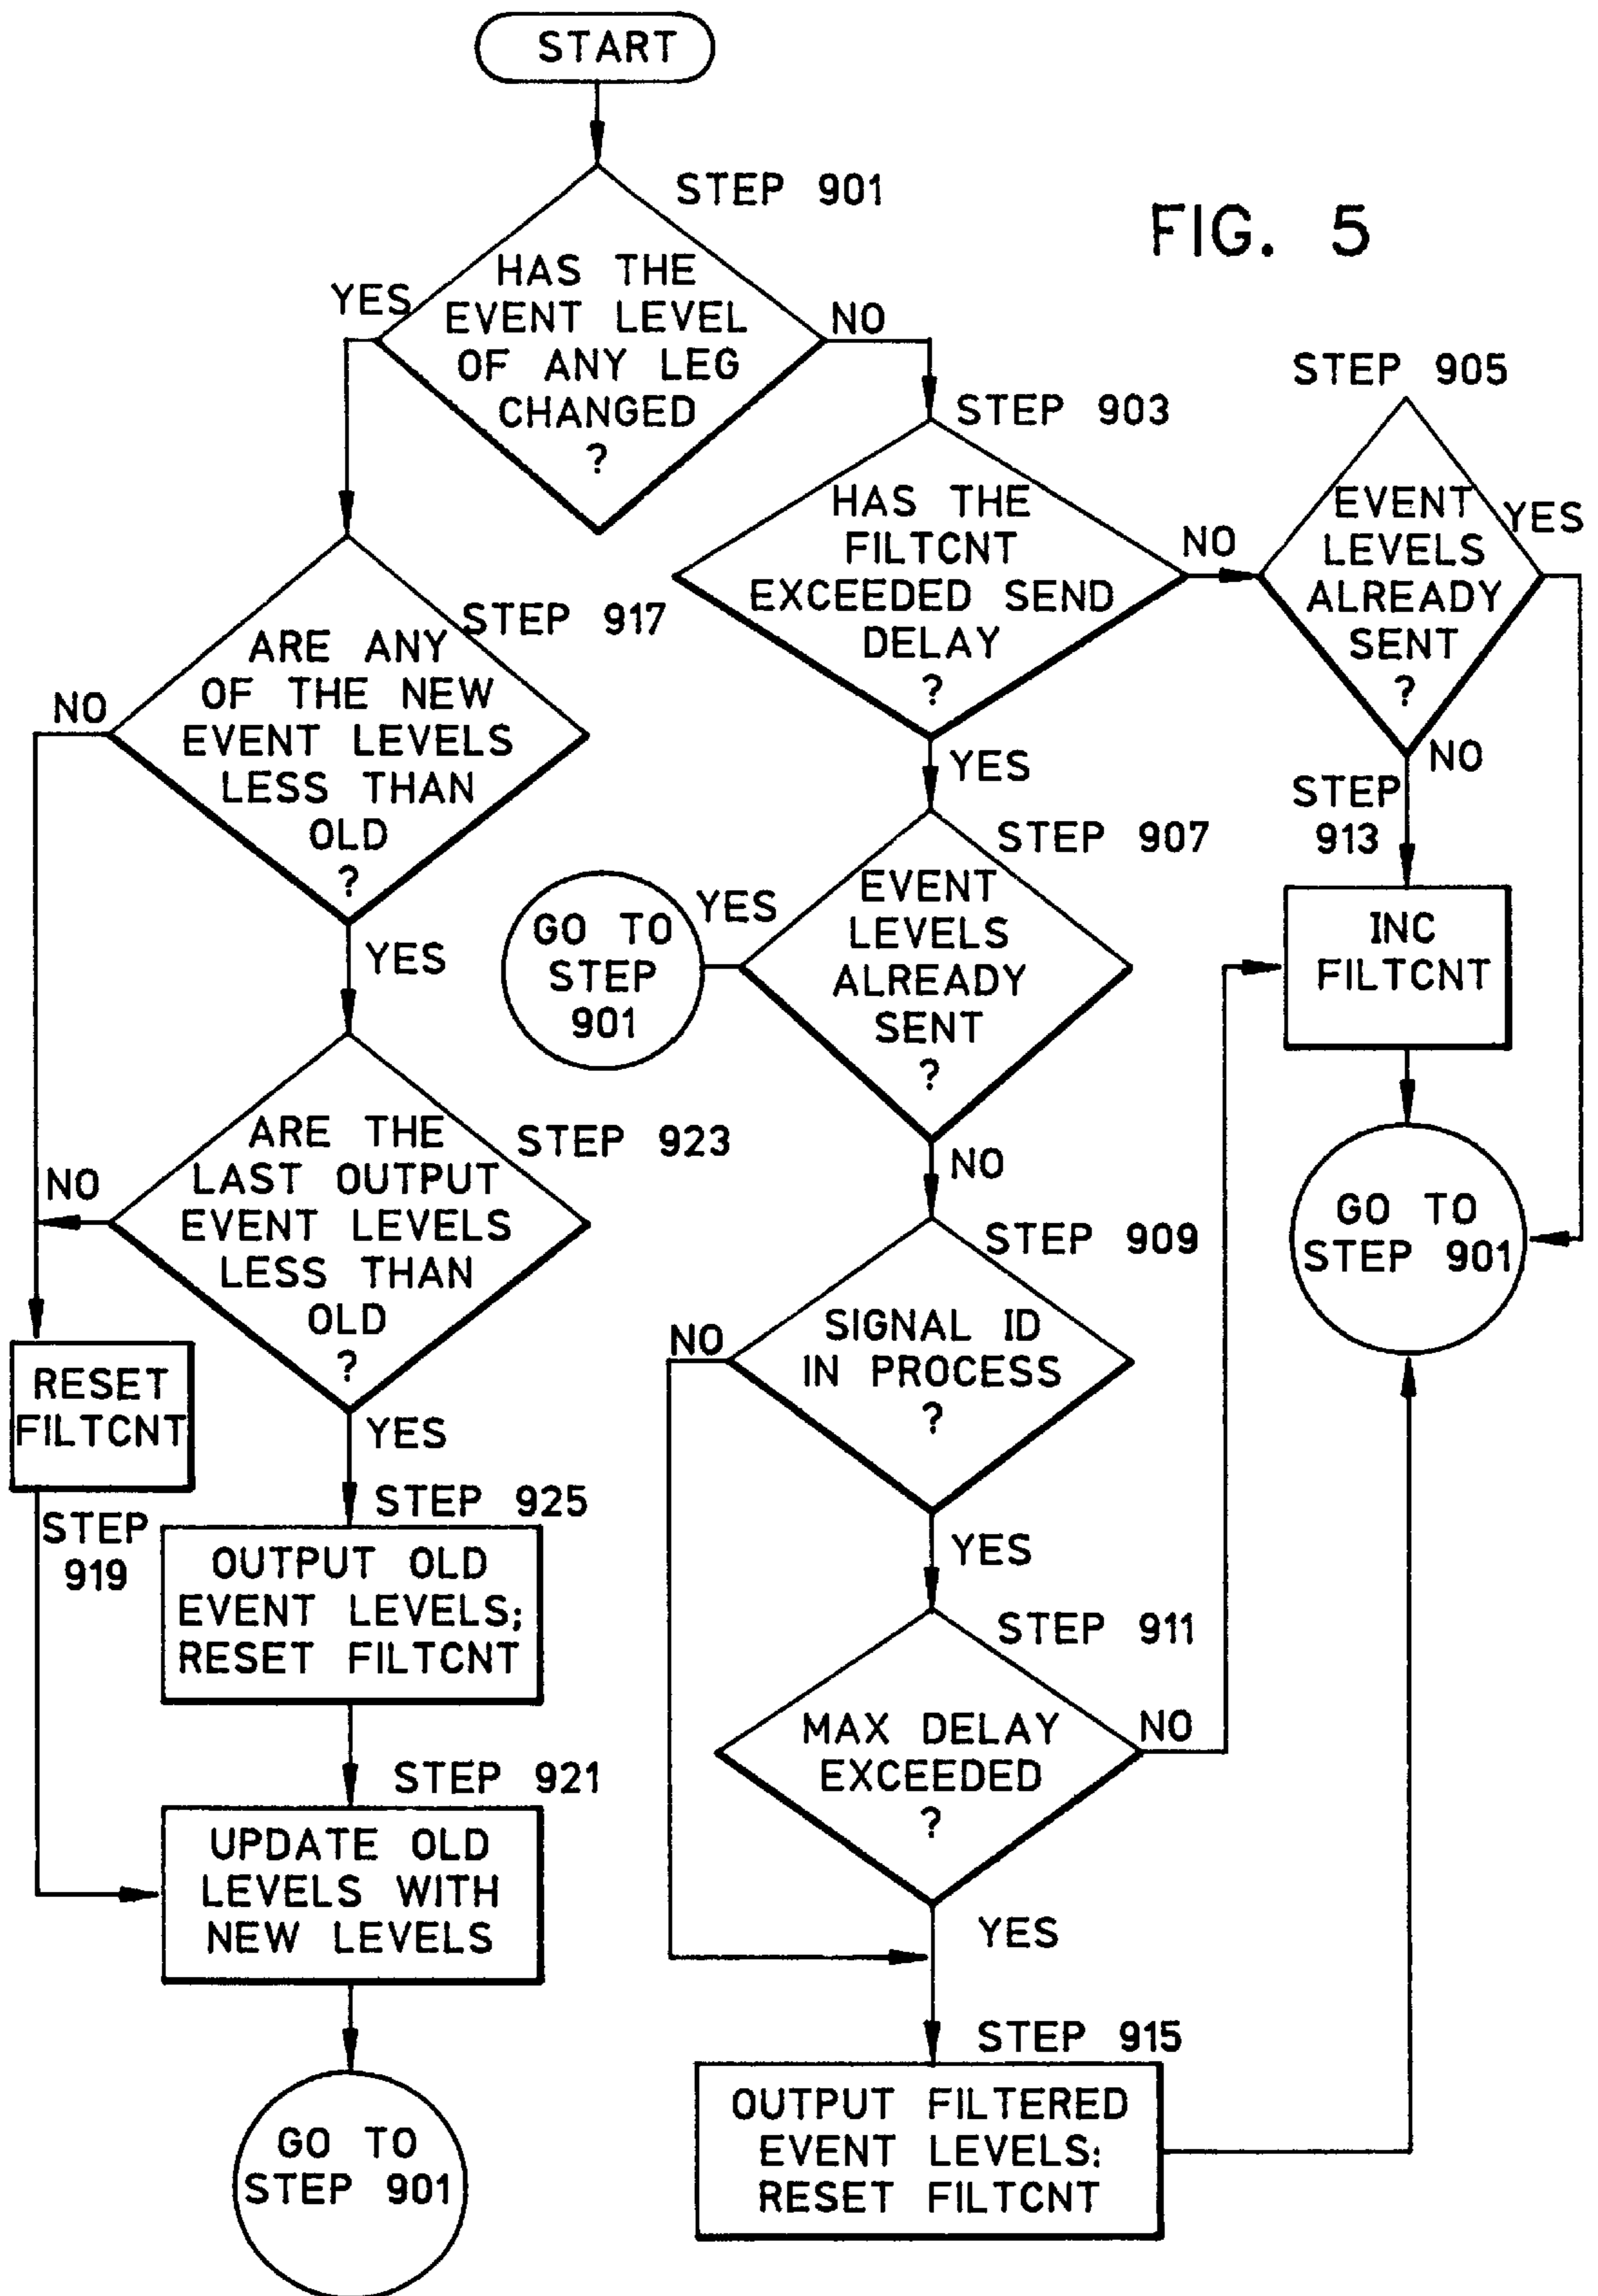 START
STEP 901
FIG. 5
HAS THE
EVENT LEVEL
OF ANY LEG
CHANGED
?
YES
NO
STEP 903
HAS THE
FILTCNT
EXCEEDED SEND
DELAY
?
NO
YES
STEP 905
EVENT
LEVELS
ALREADY
SENT
?
YES
NO
STEP
913
INC
FILTCNT
GO TO
STEP 901
STEP 917
ARE ANY
OF THE NEW
EVENT LEVELS
LESS THAN
OLD
?
NO
YES
STEP 907
EVENT
LEVELS
ALREADY
SENT
?
YES
GO TO
STEP
901
NO
STEP 923
ARE THE
LAST OUTPUT
EVENT LEVELS
LESS THAN
OLD
?
NO
YES
RESET
FILTCNT
STEP
919
STEP 909
SIGNAL ID
IN PROCESS
?
NO
YES
STEP 925
OUTPUT OLD
EVENT LEVELS;
RESET FILTCNT
STEP 911
MAX DELAY
EXCEEDED
?
NO
YES
STEP 921
UPDATE OLD
LEVELS WITH
NEW LEVELS
GO TO
STEP 901
STEP 915
OUTPUT FILTERED
EVENT LEVELS;
RESET FILTCNT